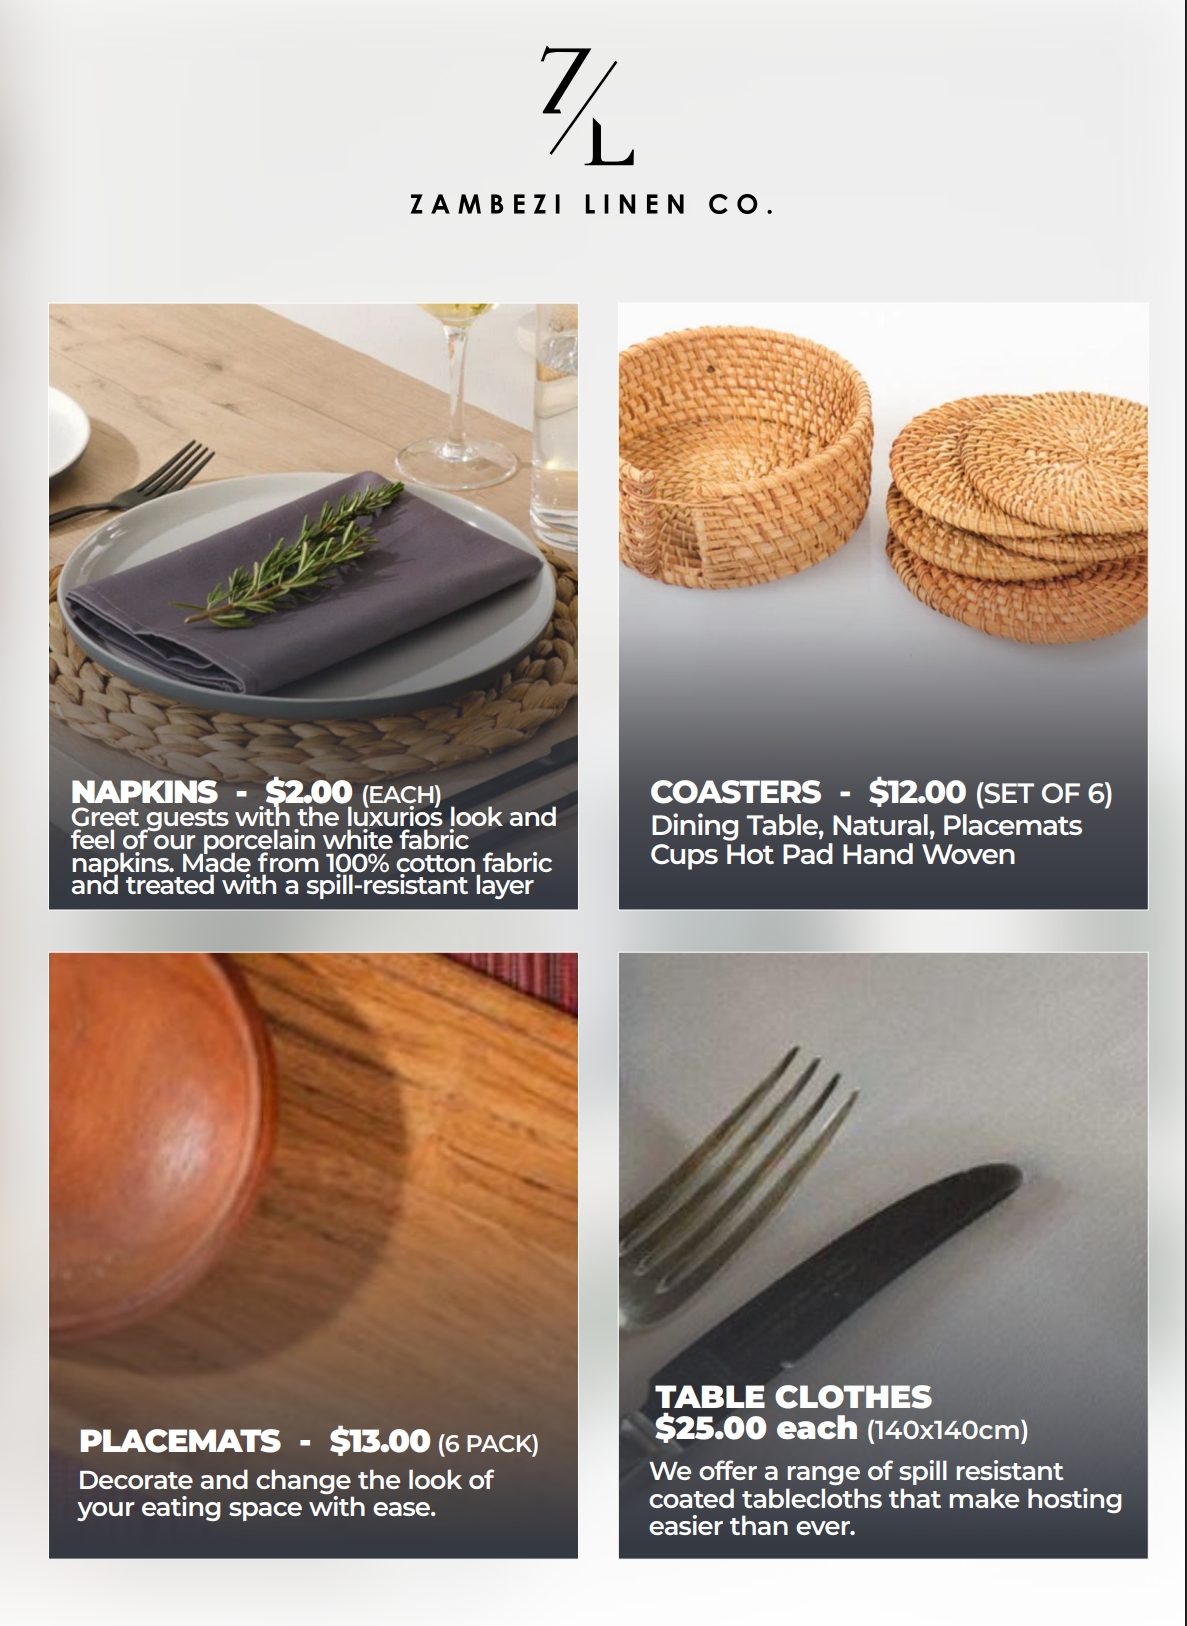 Z/L
ZAMBEZI LINEN CO.
NAPKINS - $2.00 (EACH)
Greet guests with the luxurios look and
feel of our porcelain white fabric
napkins. Made from 100% cotton fabric
and treated with a spill-resistant layer
COASTERS - $12.00 (SET OF 6)
Dining Table, Natural, Placemats
Cups Hot Pad Hand Woven
PLACEMATS - $13.00 (6 PACK)
Decorate and change the look of
your eating space with ease.
TABLE CLOTHES
$25.00 each (140x140cm)
We offer a range of spill resistant
coated tablecloths that make hosting
easier than ever.